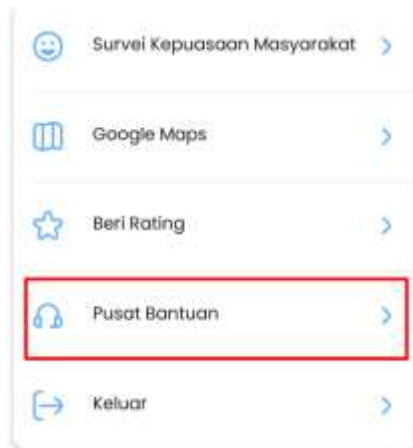 Survei Kepuasaan Masyarakat
Google Maps
Beri Rating
Pusat Bantuan
Keluar